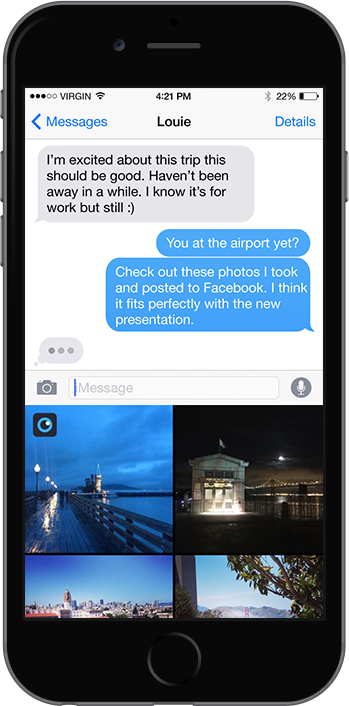 VIRGIN 4:21 PM 22%
Messages Louie Details
I'm excited about this trip this
should be good. Haven't been
away in a while. I know it's for
work but still :)
You at the airport yet?
Check out these photos I took
and posted to Facebook. I think
it fits perfectly with the new
presentation.
iMessage